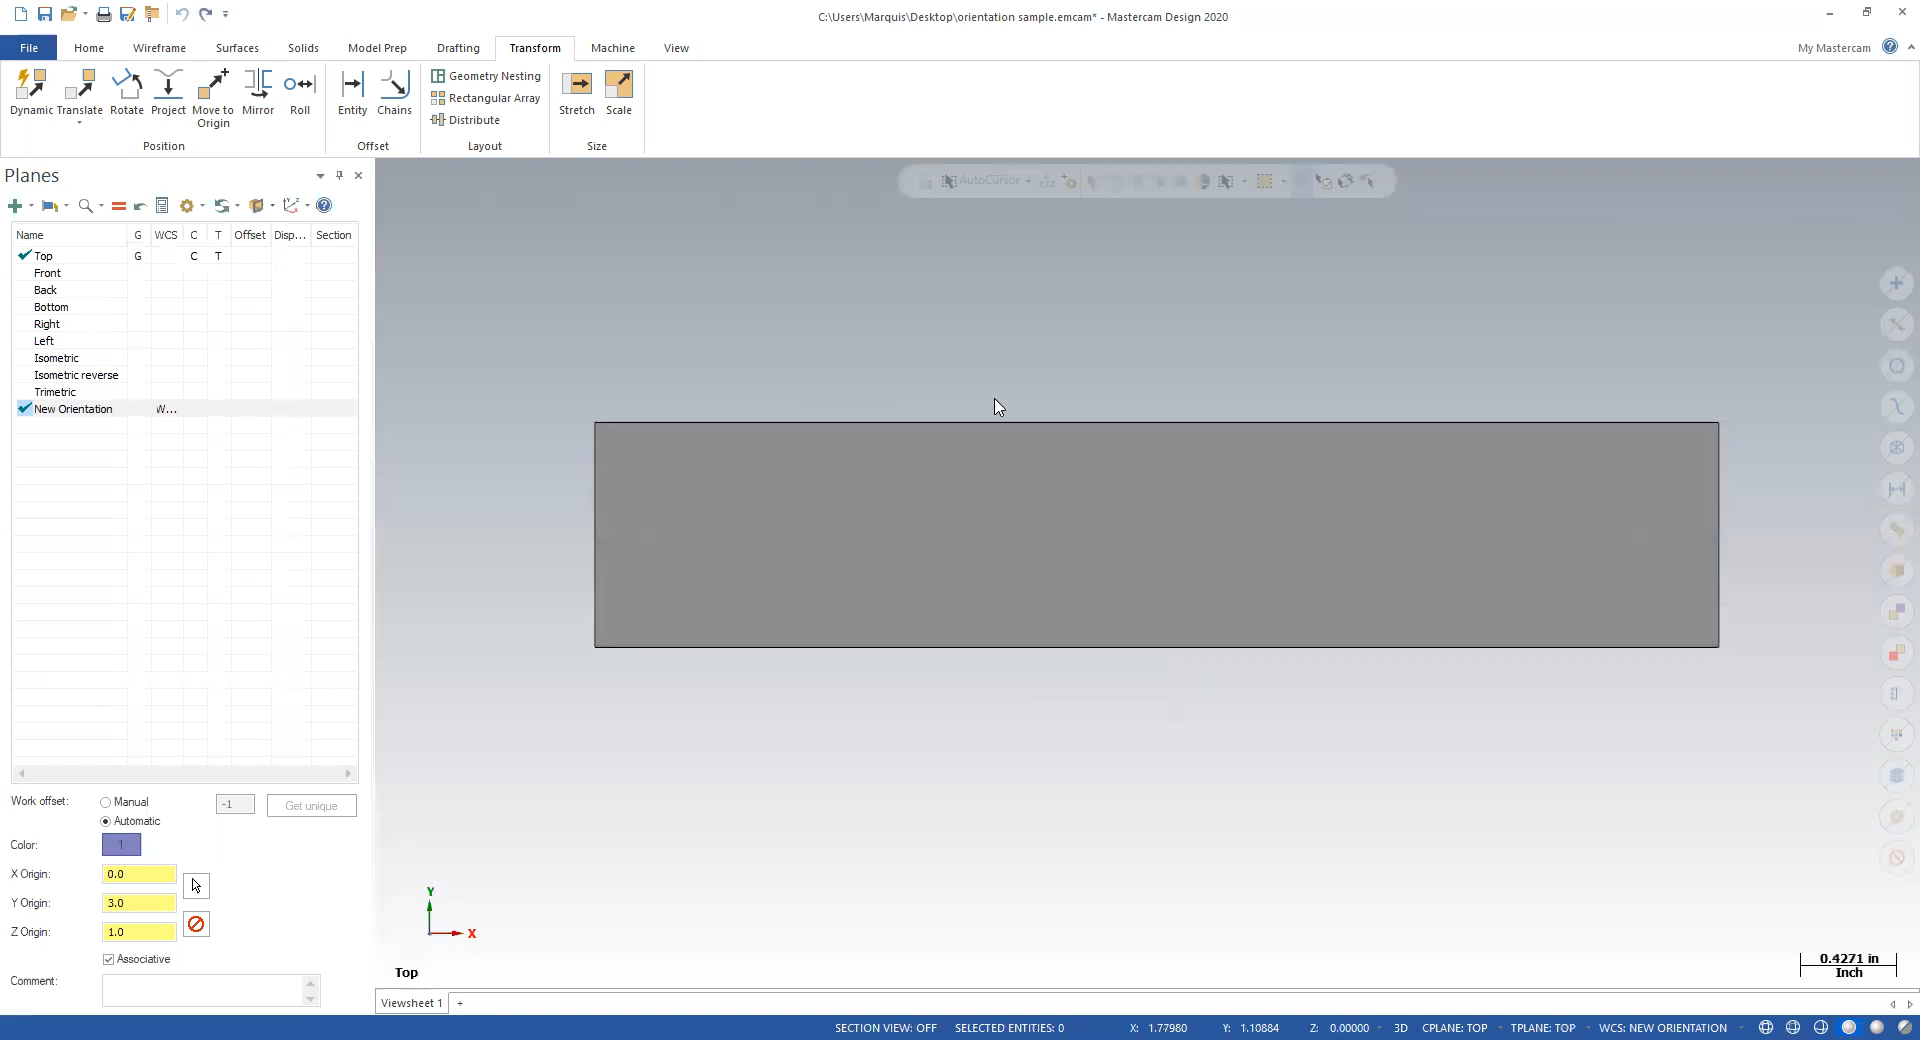 C:\Users\Marquis\Desktop\orientation sample.emcam* - Mastercam Design 2020
File Home Wireframe Surfaces Solids Model Prep Drafting Transform Machine View My Mastercam
Dynamic Translate Rotate Project Move to Origin Mirror Roll
Position
Entity Chains
Offset
Geometry Nesting
Rectangular Array
Distribute
Layout
Stretch Scale
Size
Planes
AutoCursor
Name G WCS C T Offset Disp... Section
Top G C T
Front
Back
Bottom
Right
Left
Isometric
Isometric reverse
Trimetric
New Orientation W...
Work offset: Manual -1 Get unique
Automatic
Color: 1
X Origin: 0.0
Y Origin: 3.0
Z Origin: 1.0
Associative
Comment:
Y
X
Top
0.4271 in
Inch
Viewsheet 1 +
SECTION VIEW: OFF SELECTED ENTITIES: 0 X: 1.77980 Y: 1.10884 Z: 0.00000 3D CPLANE: TOP TPLANE: TOP WCS: NEW ORIENTATION